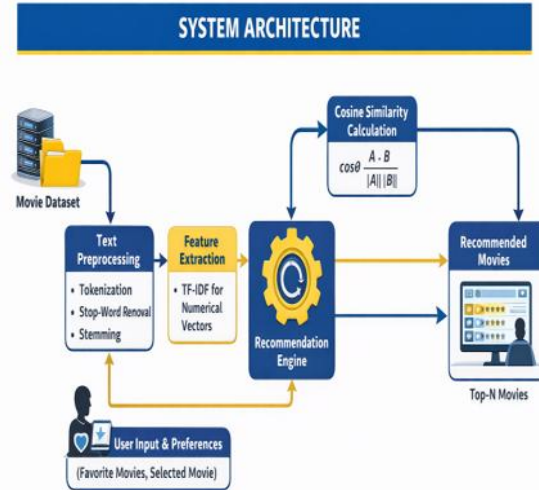 SYSTEM ARCHITECTURE
Movie Dataset
Text
Preprocessing
• Tokenization
• Stop-Word Renoval
• Stemming
Feature
Extraction
• TF-IDF for
Numerical
Vectors
Recommendation
Engine
Cosine Similarity
Calculation
cosθ A · B
|A|| |B||
Recommended
Movies
Top-N Movies
User Input & Preferences
(Favorite Movies, Selected Movie)